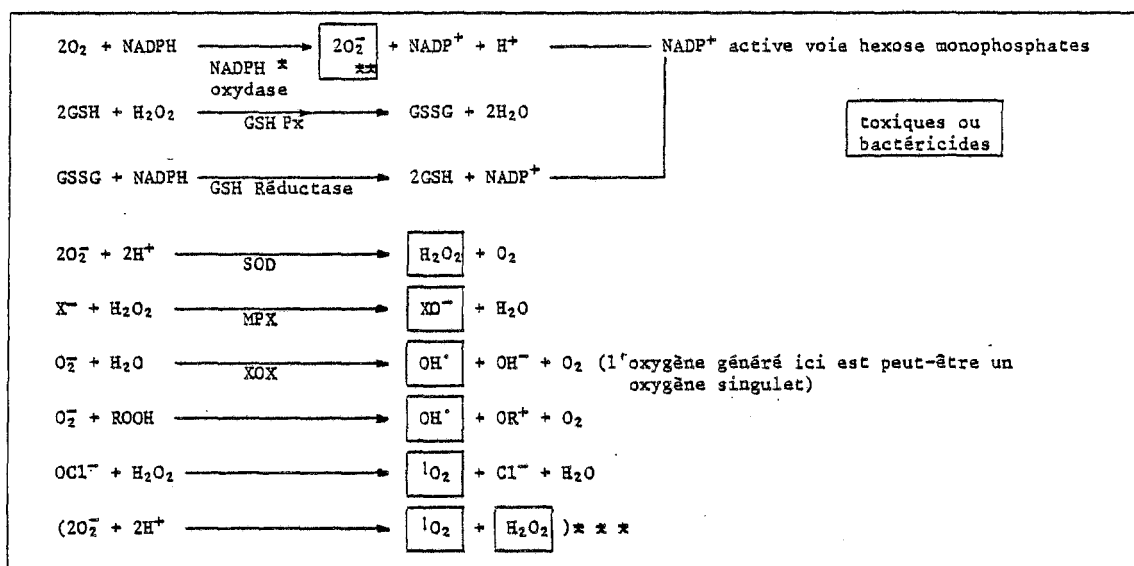 2O₂ + NADPH → 2O₂⁻ + NADP⁺ + H⁺ — NADP⁺ active voie hexose monophosphates
NADPH * **
oxydase
2GSH + H₂O₂ → GSSG + 2H₂O
GSH Px
toxiques ou
bactéricides
GSSG + NADPH → 2GSH + NADP⁺
GSH Réductase
2O₂⁻ + 2H⁺ → H₂O₂ + O₂
SOD
X⁻ + H₂O₂ → XO⁻ + H₂O
MPX
O₂⁻ + H₂O → OH˙ + OH⁻ + O₂ (l'oxygène généré ici est peut-être un
XOX oxygène singulet)
O₂⁻ + ROOH → OH˙ + OR⁺ + O₂
OCl⁻ + H₂O₂ → ¹O₂ + Cl⁻ + H₂O
(2O₂⁻ + 2H⁺ → ¹O₂ + H₂O₂ )* * *